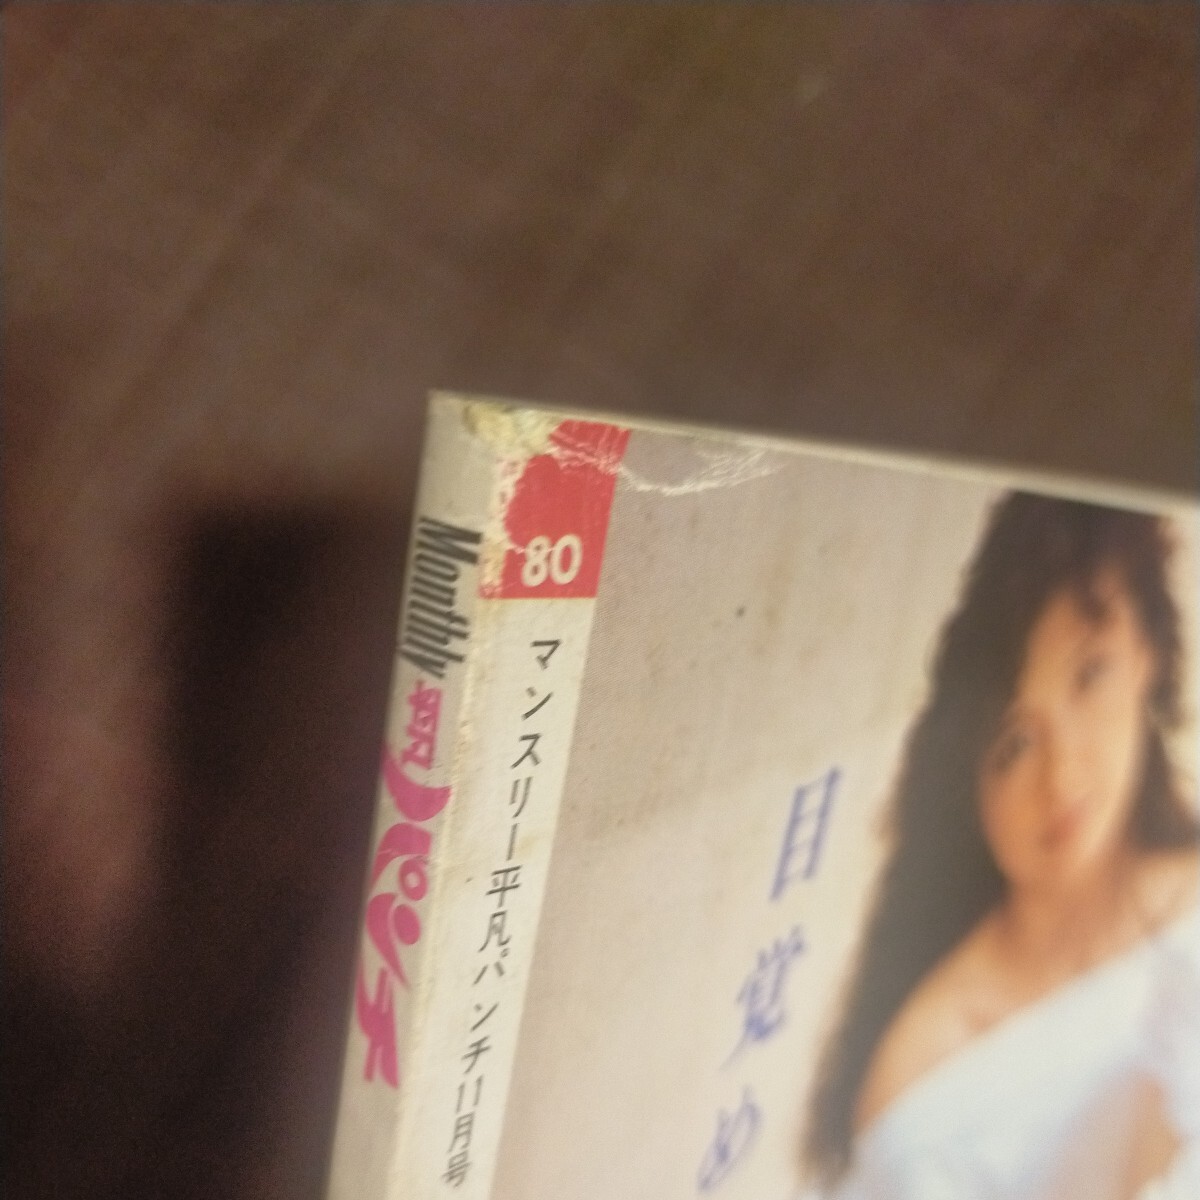 Monthly 平凡パンチ
80
マンスリー平凡パンチ11月号
目覚め